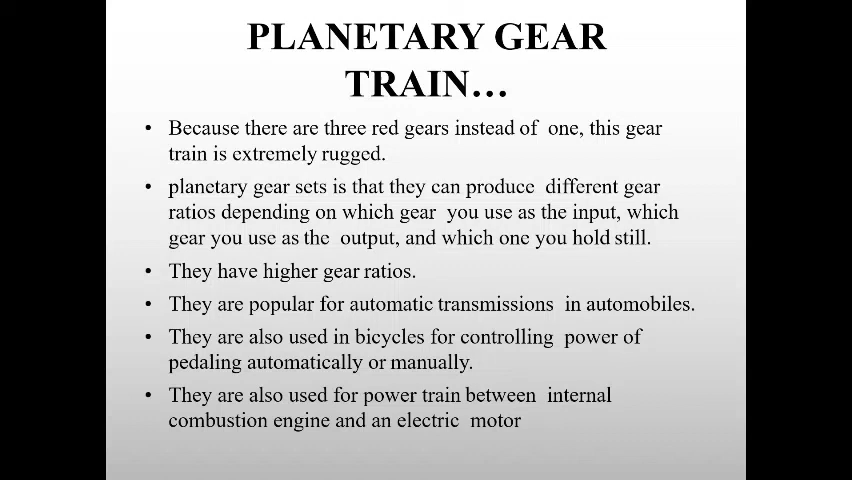 PLANETARY GEAR
TRAIN…
• Because there are three red gears instead of one, this gear
train is extremely rugged.
• planetary gear sets is that they can produce different gear
ratios depending on which gear you use as the input, which
gear you use as the output, and which one you hold still.
• They have higher gear ratios.
• They are popular for automatic transmissions in automobiles.
• They are also used in bicycles for controlling power of
pedaling automatically or manually.
• They are also used for power train between internal
combustion engine and an electric motor